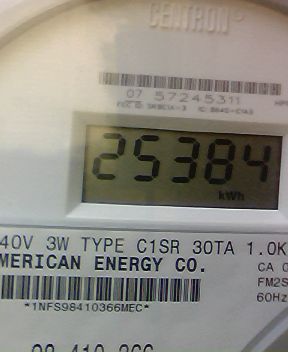 CENTRON
07 57245311
25384
kWh
40V 3W TYPE C1SR 30TA 1.0K
MERICAN ENERGY CO.
CA 0
FM2S
60Hz
*1NFS98410366MEC*